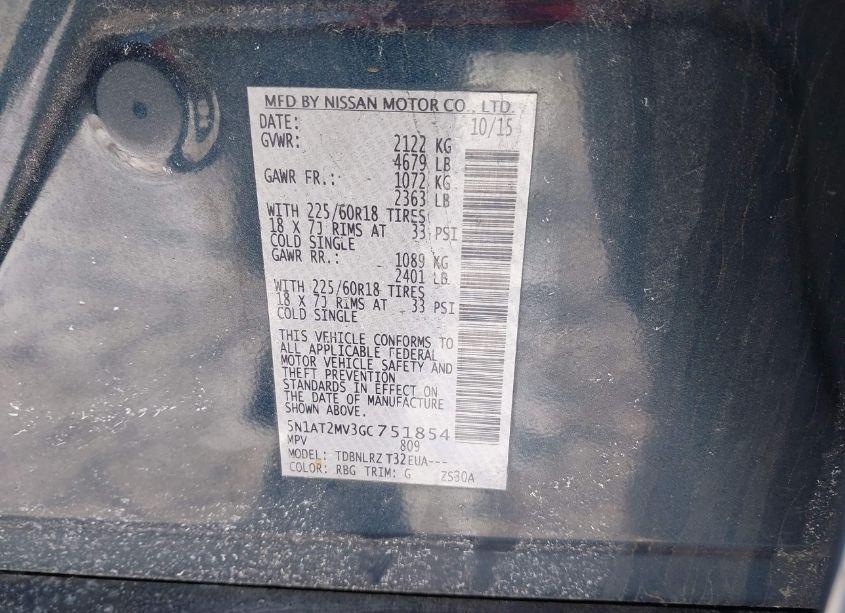 MFD BY NISSAN MOTOR CO., LTD.
DATE: 10/15
GVWR: 2122 KG
4679 LB
GAWR FR.: 1072 KG
2363 LB
WITH 225/60R18 TIRES
18 X 7J RIMS AT 33 PSI
COLD SINGLE
GAWR RR.: 1089 KG
2401 LB
WITH 225/60R18 TIRES
18 X 7J RIMS AT 33 PSI
COLD SINGLE
THIS VEHICLE CONFORMS TO
ALL APPLICABLE FEDERAL
MOTOR VEHICLE SAFETY AND
THEFT PREVENTION
STANDARDS IN EFFECT ON
THE DATE OF MANUFACTURE
SHOWN ABOVE.
5N1AT2MV3GC751854
MPV 809
MODEL: TDBNLRZ T32EUA---
COLOR: RBG TRIM: G ZS30A